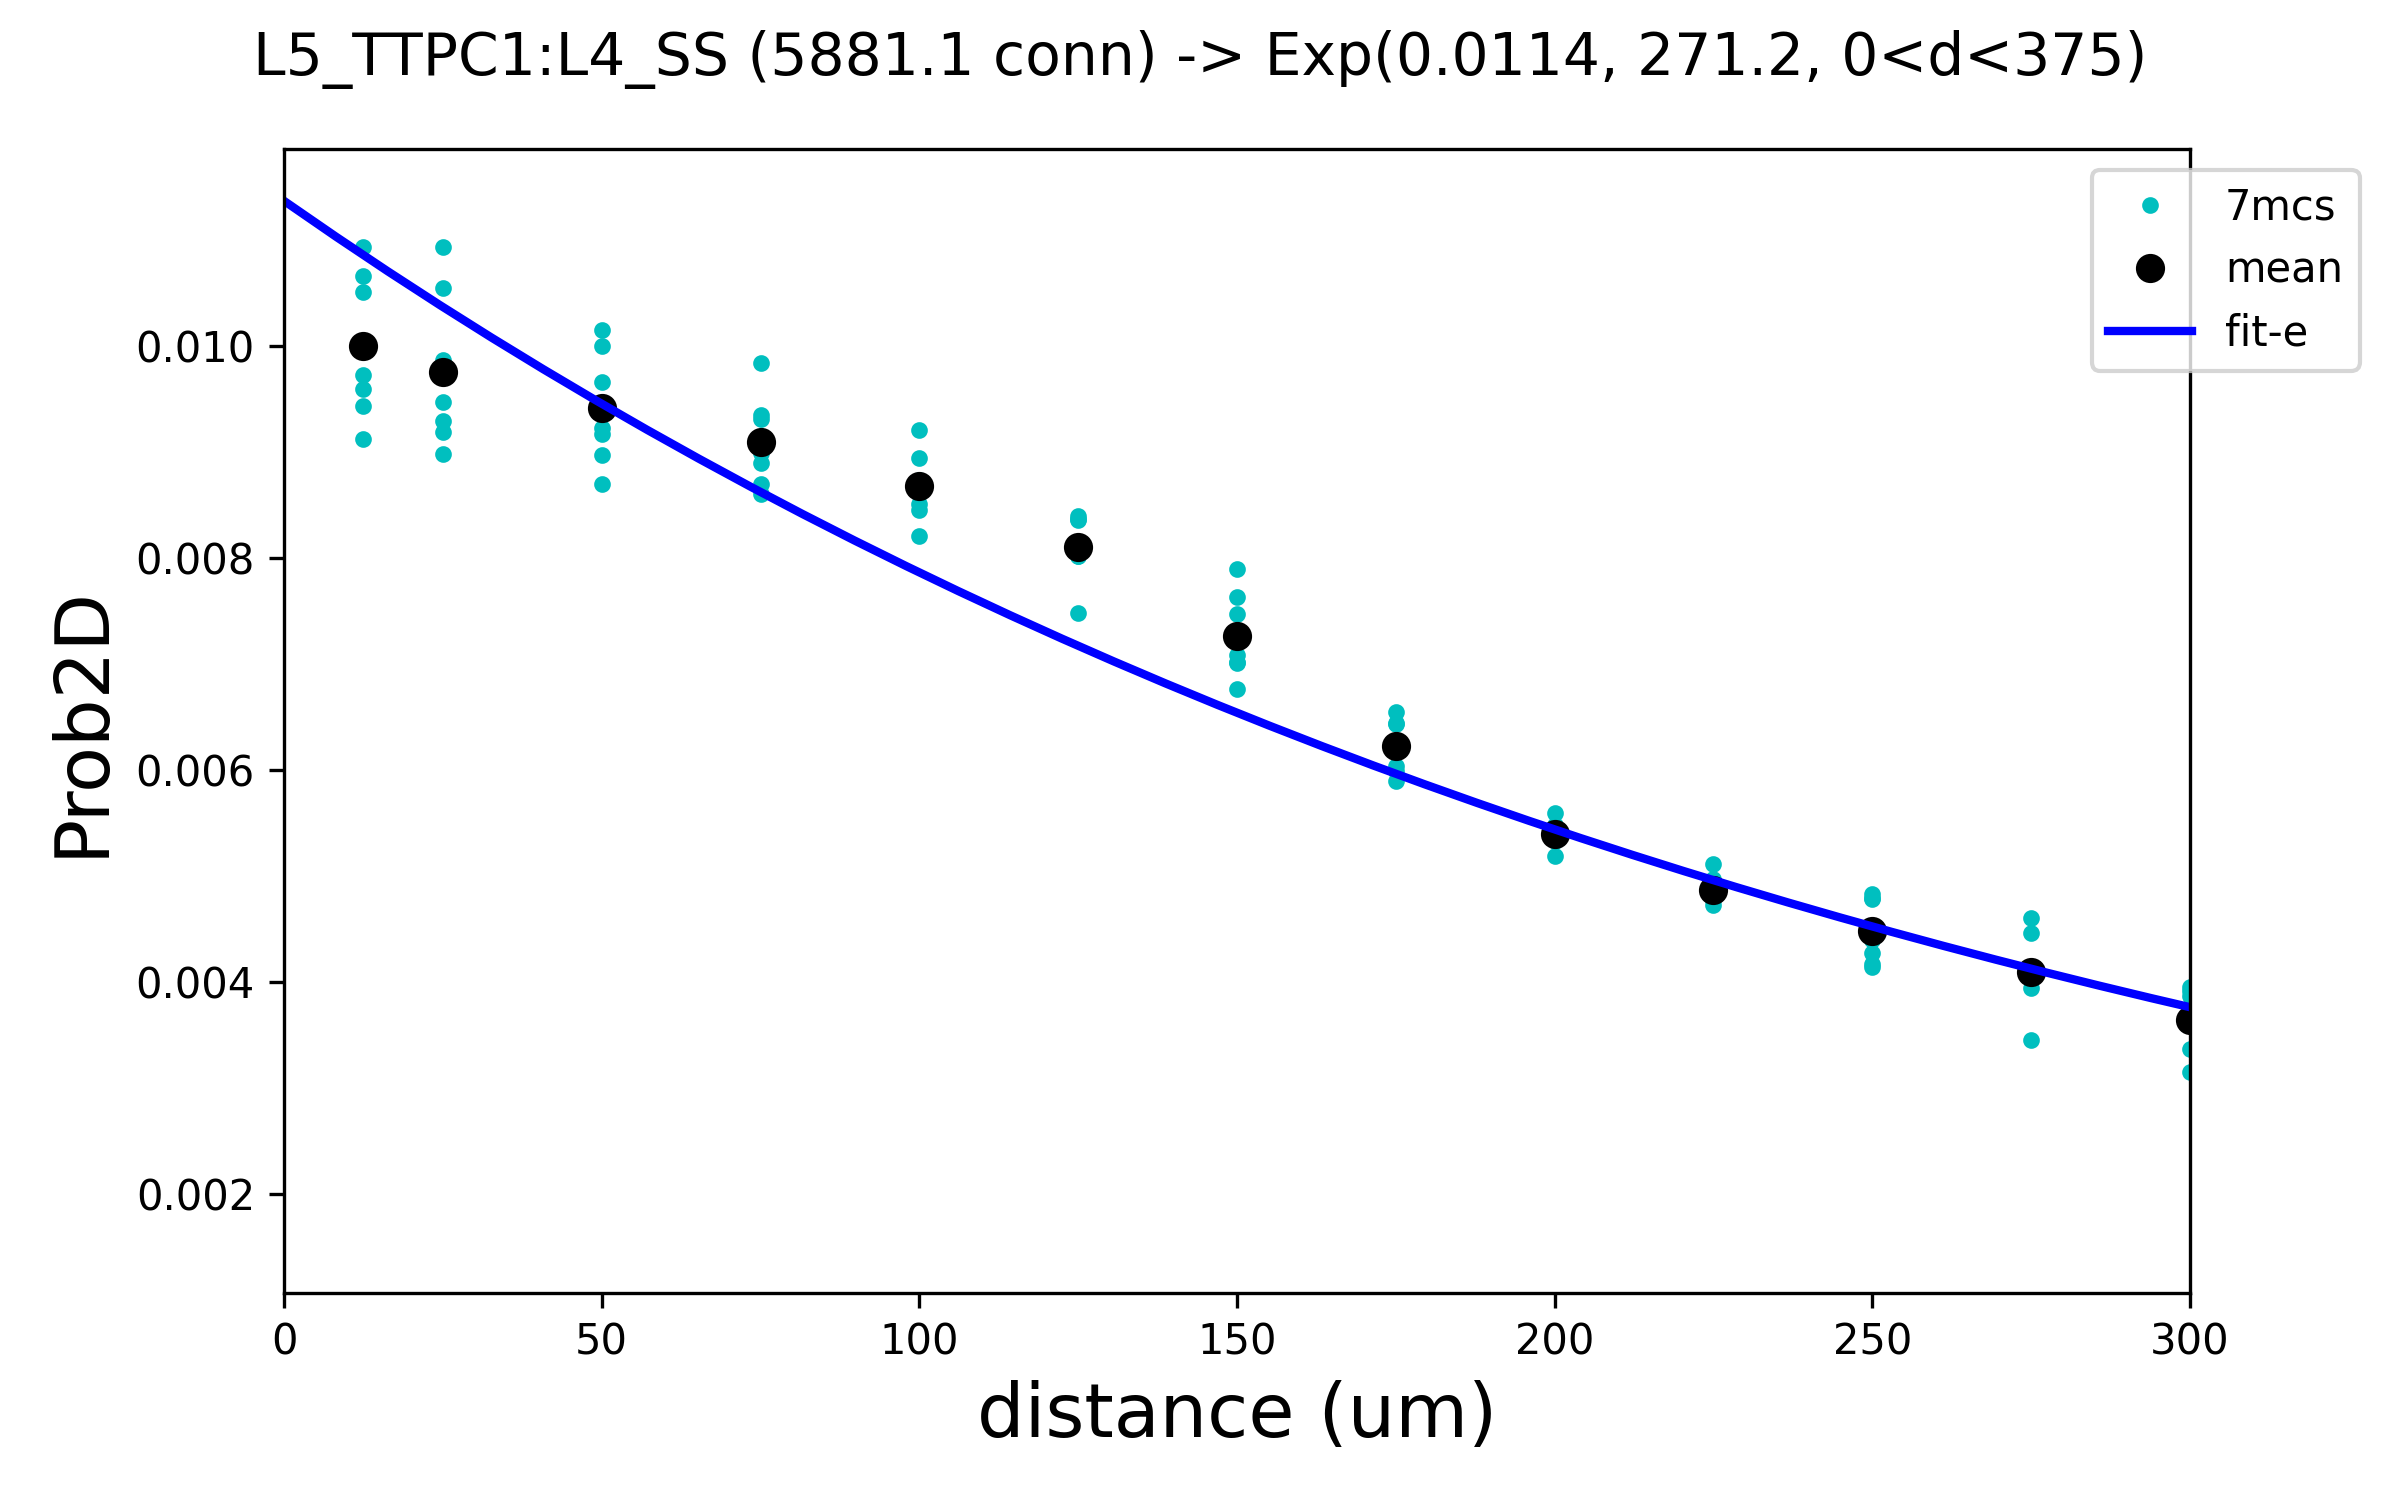 L5_TTPC1:L4_SS (5881.1 conn) -> Exp(0.0114, 271.2, 0<d<375)
7mcs
mean
fit-e
Prob2D
0.010
0.008
0.006
0.004
0.002
0 50 100 150 200 250 300
distance (um)